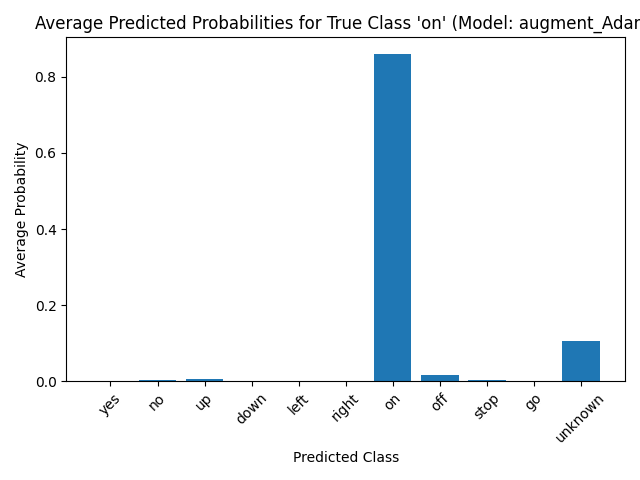 Average Predicted Probabilities for True Class 'on' (Model: augment_Adar
Average Probability
0.8
0.6
0.4
0.2
0.0
yes
no
up
down
left
right
on
off
stop
go
unknown
Predicted Class